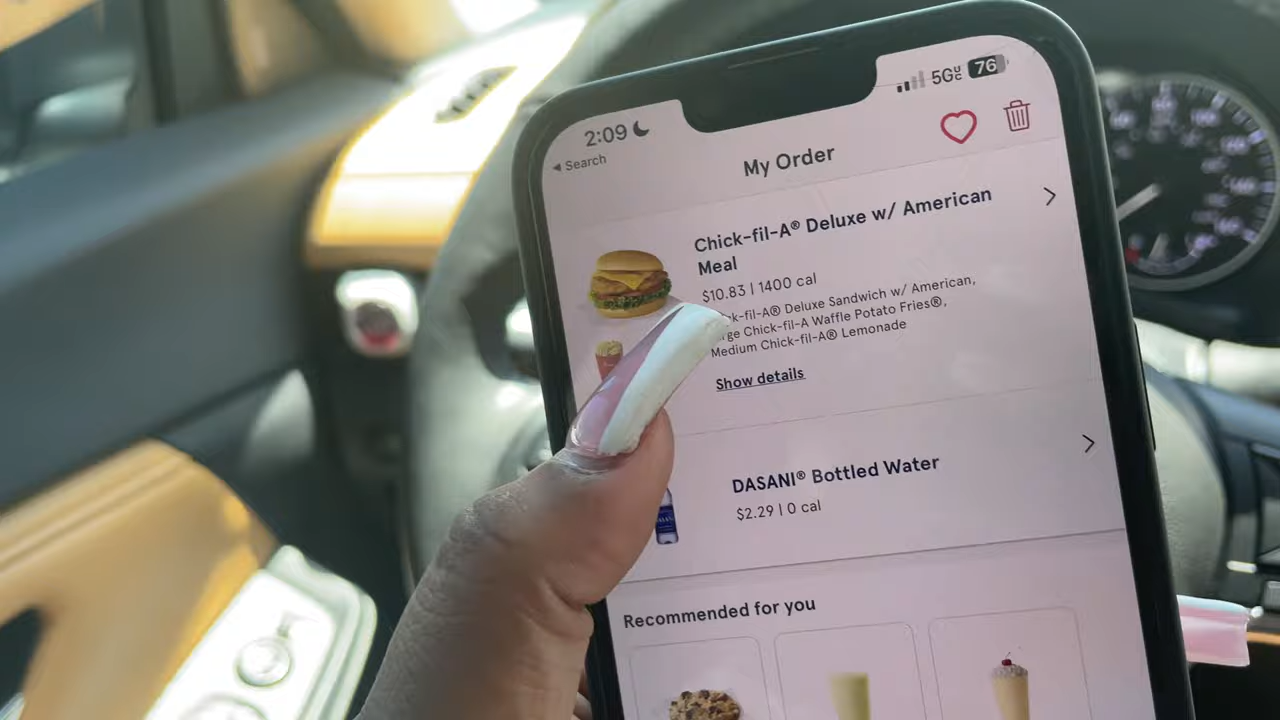 2:09
5G
76
Search
My Order
Chick-fil-A® Deluxe w/ American
Meal
$10.83 | 1400 cal
-fil-A® Deluxe Sandwich w/ American,
Chick-fil-A Waffle Potato Fries®,
Medium Chick-fil-A® Lemonade
Show details
DASANI® Bottled Water
$2.29 | 0 cal
Recommended for you